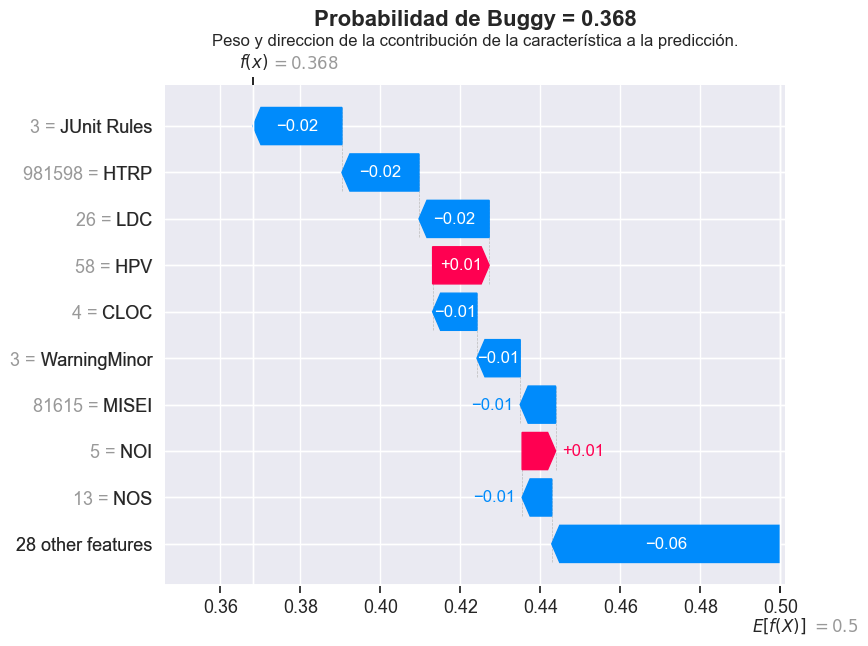 Probabilidad de Buggy = 0.368
Peso y direccion de la ccontribución de la característica a la predicción.
f(x) = 0.368
3 = JUnit Rules
−0.02
981598 = HTRP
−0.02
26 = LDC
−0.02
58 = HPV
+0.01
4 = CLOC
−0.01
3 = WarningMinor
−0.01
81615 = MISEI
−0.01
5 = NOI
+0.01
13 = NOS
−0.01
28 other features
−0.06
0.36 0.38 0.40 0.42 0.44 0.46 0.48 0.50
E[f(X)] = 0.5